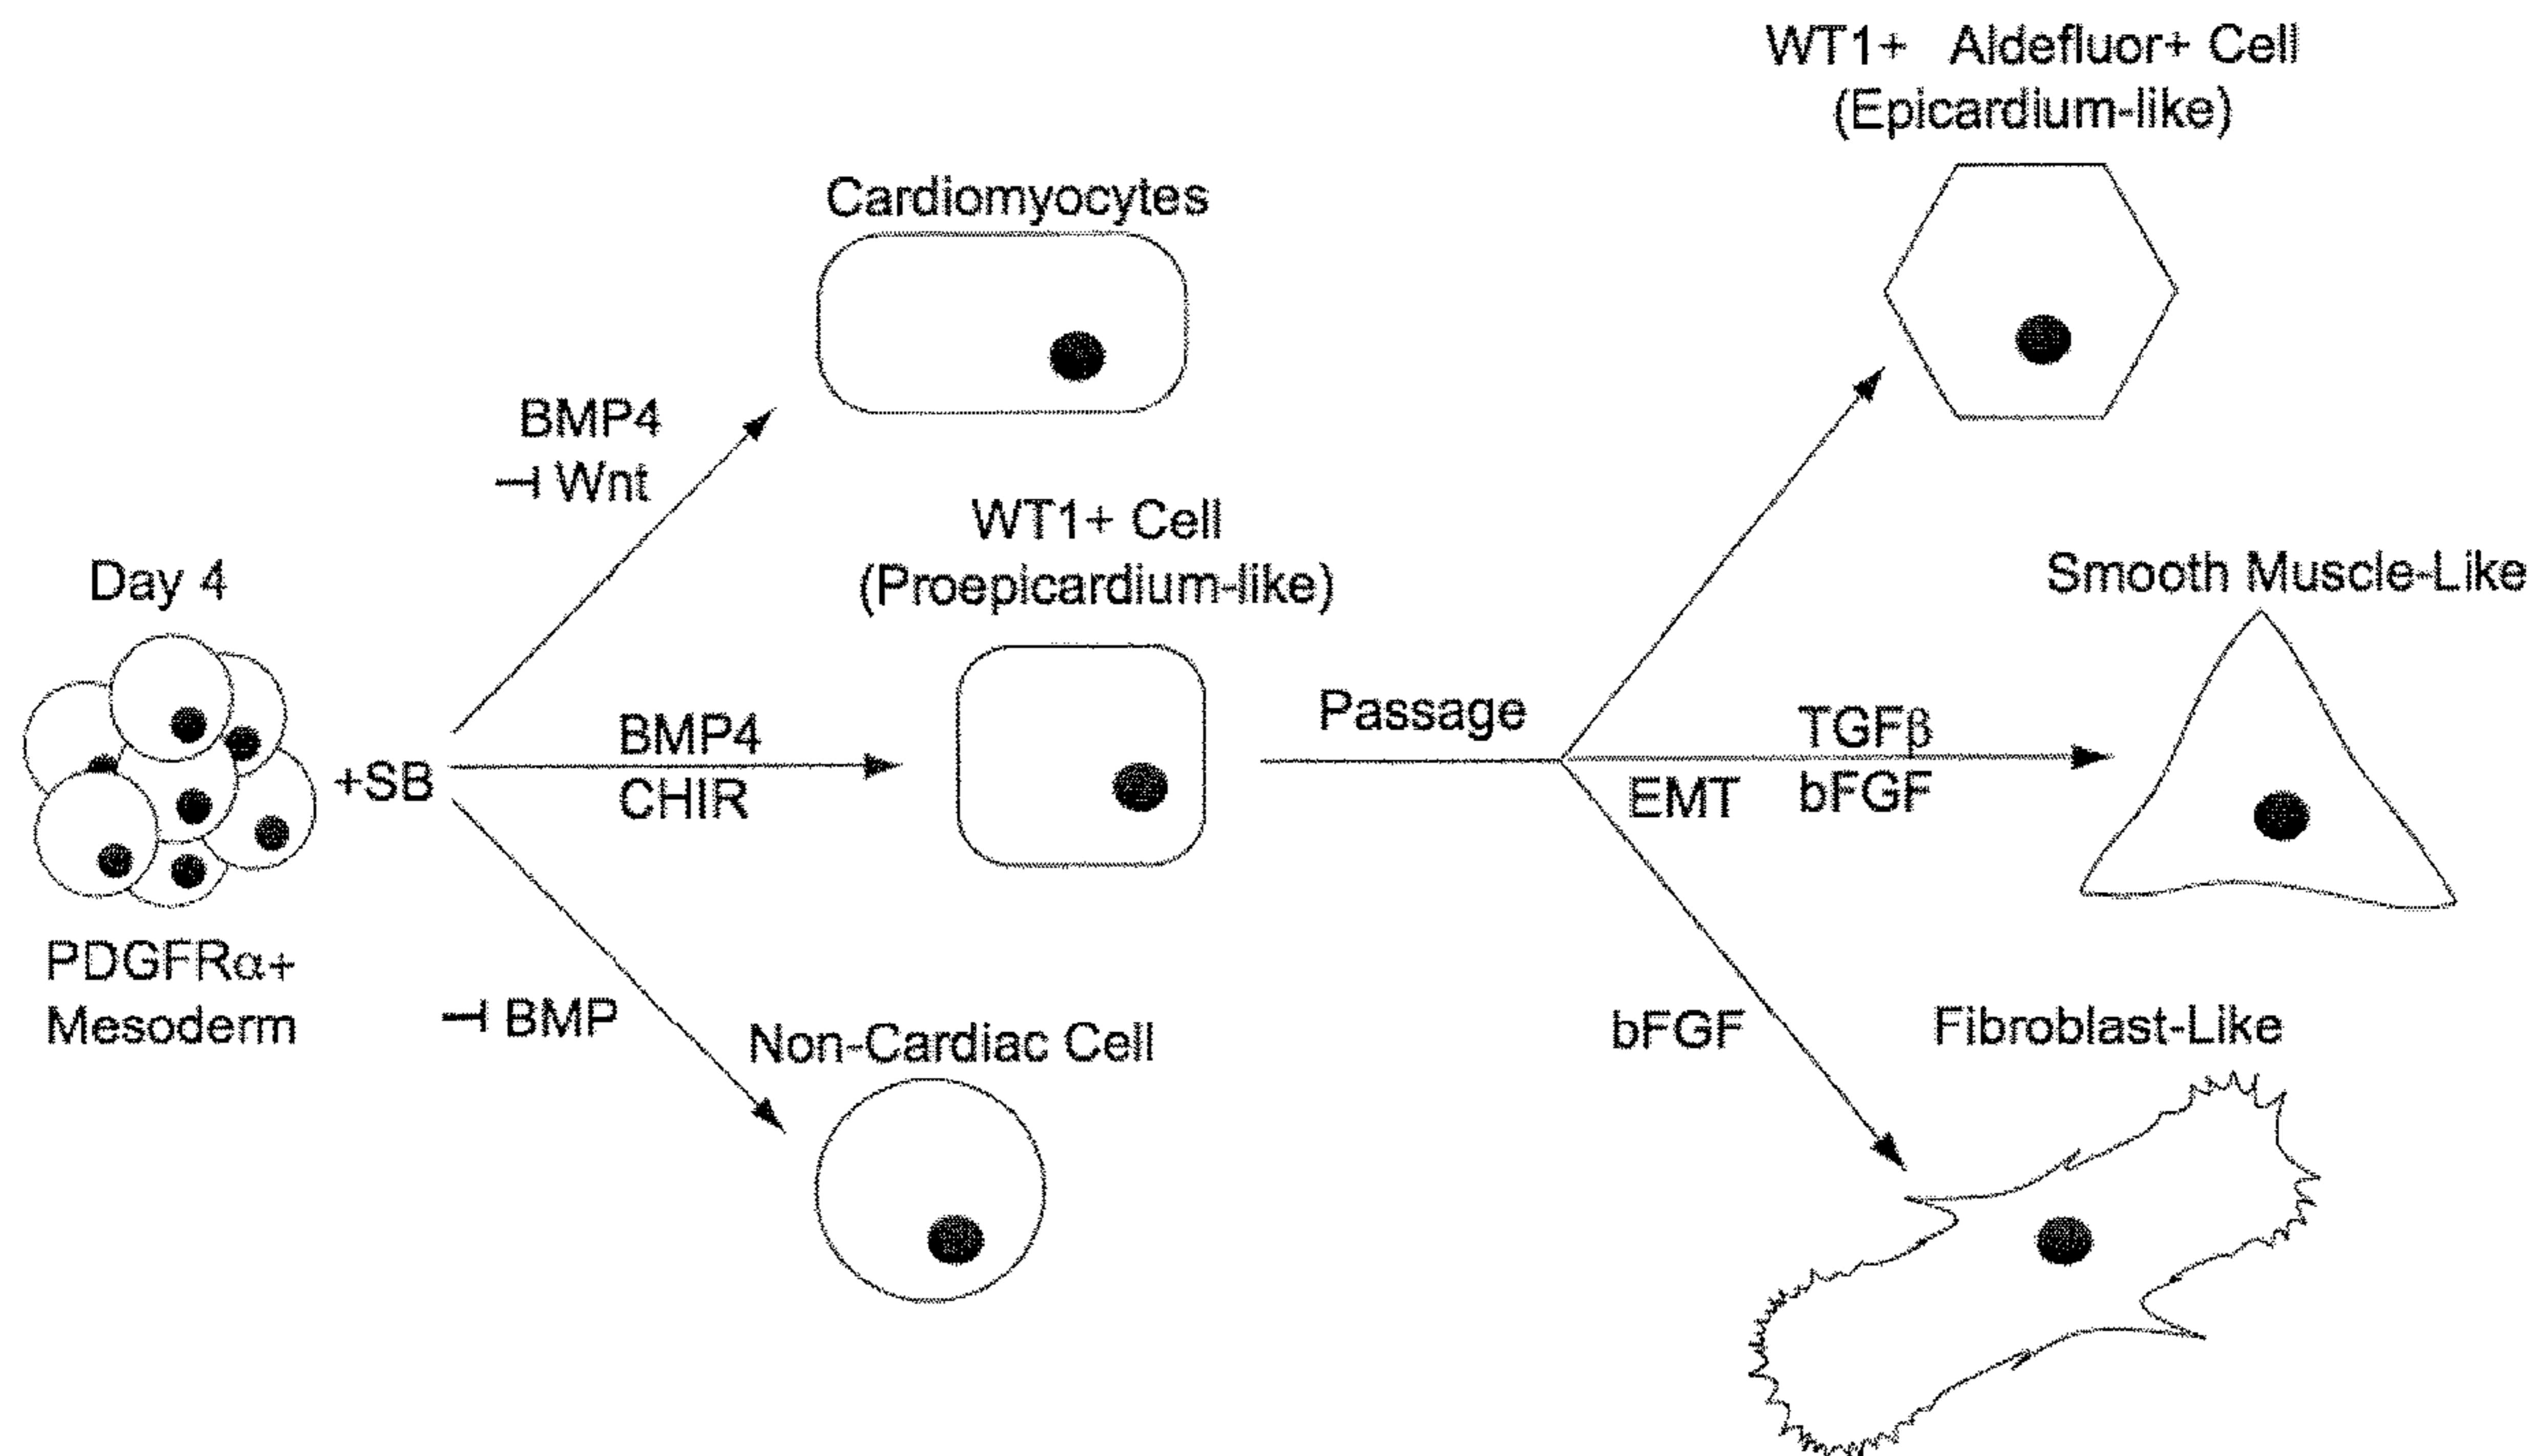 WT1+ Aldefluor+ Cell
(Epicardium-like)
Cardiomyocytes
BMP4
⊣ Wnt
WT1+ Cell
(Proepicardium-like)
Day 4
+SB
PDGFRα+
Mesoderm
BMP4
CHIR
Passage
EMT
TGFβ
bFGF
Smooth Muscle-Like
⊣ BMP
Non-Cardiac Cell
bFGF
Fibroblast-Like